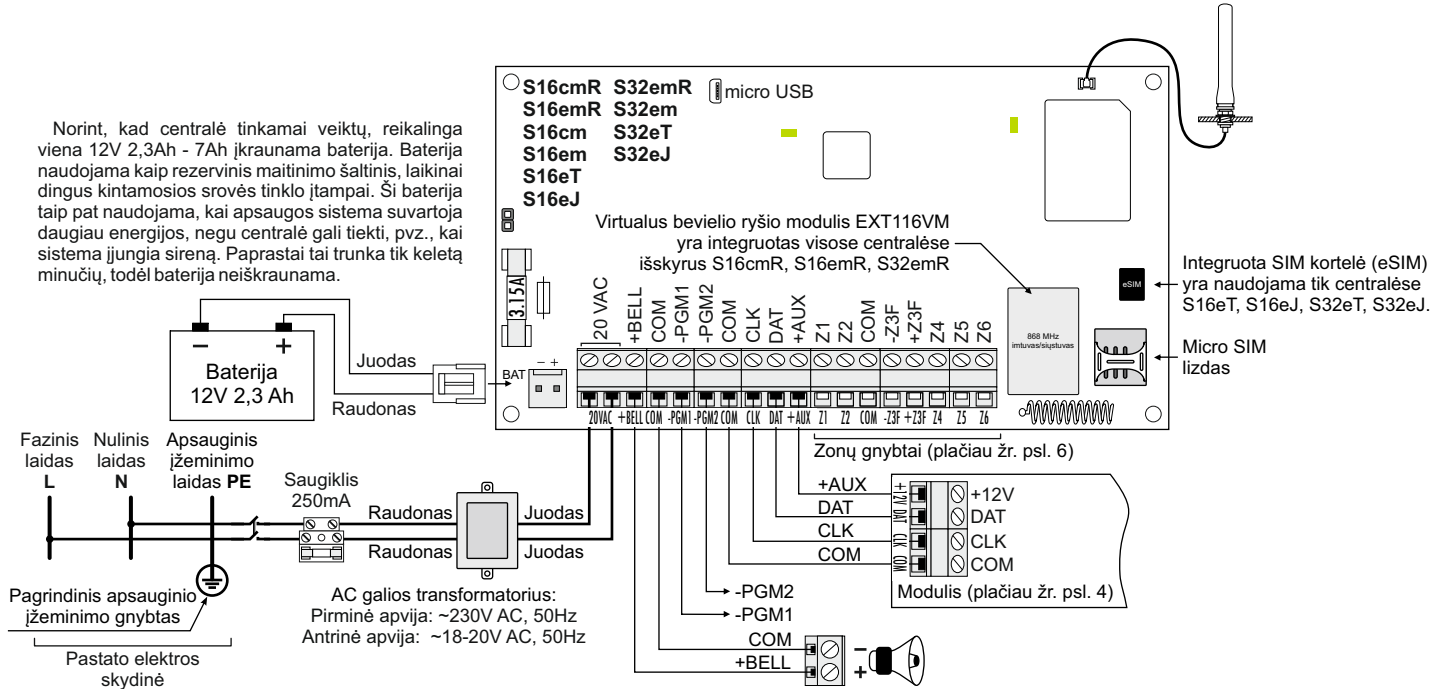 S16cmR S32emR
S16emR S32em
S16cm S32eT
S16em S32eJ
S16eT
S16eJ
micro USB
Norint, kad centralė tinkamai veiktų, reikalinga
viena 12V 2,3Ah - 7Ah įkraunama baterija. Baterija
naudojama kaip rezervinis maitinimo šaltinis, laikinai
dingus kintamosios srovės tinklo įtampai. Ši baterija
taip pat naudojama, kai apsaugos sistema suvartoja
daugiau energijos, negu centralė gali tiekti, pvz., kai
sistema įjungia sireną. Paprastai tai trunka tik keletą
minučių, todėl baterija neiškraunama.
Virtualus bevielio ryšio modulis EXT116VM
yra integruotas visose centralėse
išskyrus S16cmR, S16emR, S32emR
eSIM
Integruota SIM kortelė (eSIM)
yra naudojama tik centralėse
S16eT, S16eJ, S32eT, S32eJ.
868 MHz
imtuvas/siųstuvas
Micro SIM
lizdas
3.15A
20 VAC +BELL COM -PGM1 -PGM2 COM CLK DAT +AUX Z1 Z2 COM -Z3F +Z3F Z4 Z5 Z6
BAT - +
20VAC +BELL COM -PGM1 -PGM2 COM CLK DAT +AUX Z1 Z2 COM -Z3F +Z3F Z4 Z5 Z6
Zonų gnybtai (plačiau žr. psl. 6)
– +
Baterija
12V 2,3 Ah
Juodas
Raudonas
Fazinis
laidas
L
Nulinis
laidas
N
Apsauginis
įžeminimo
laidas PE
Saugiklis
250mA
Raudonas
Raudonas
Juodas
Juodas
Pagrindinis apsauginio
įžeminimo gnybtas
Pastato elektros
skydinė
AC galios transformatorius:
Pirminė apvija: ~230V AC, 50Hz
Antrinė apvija: ~18-20V AC, 50Hz
+AUX
DAT
CLK
COM
+12V DAT CLK COM
+12V
DAT
CLK
COM
Modulis (plačiau žr. psl. 4)
-PGM2
-PGM1
COM
+BELL
–
+